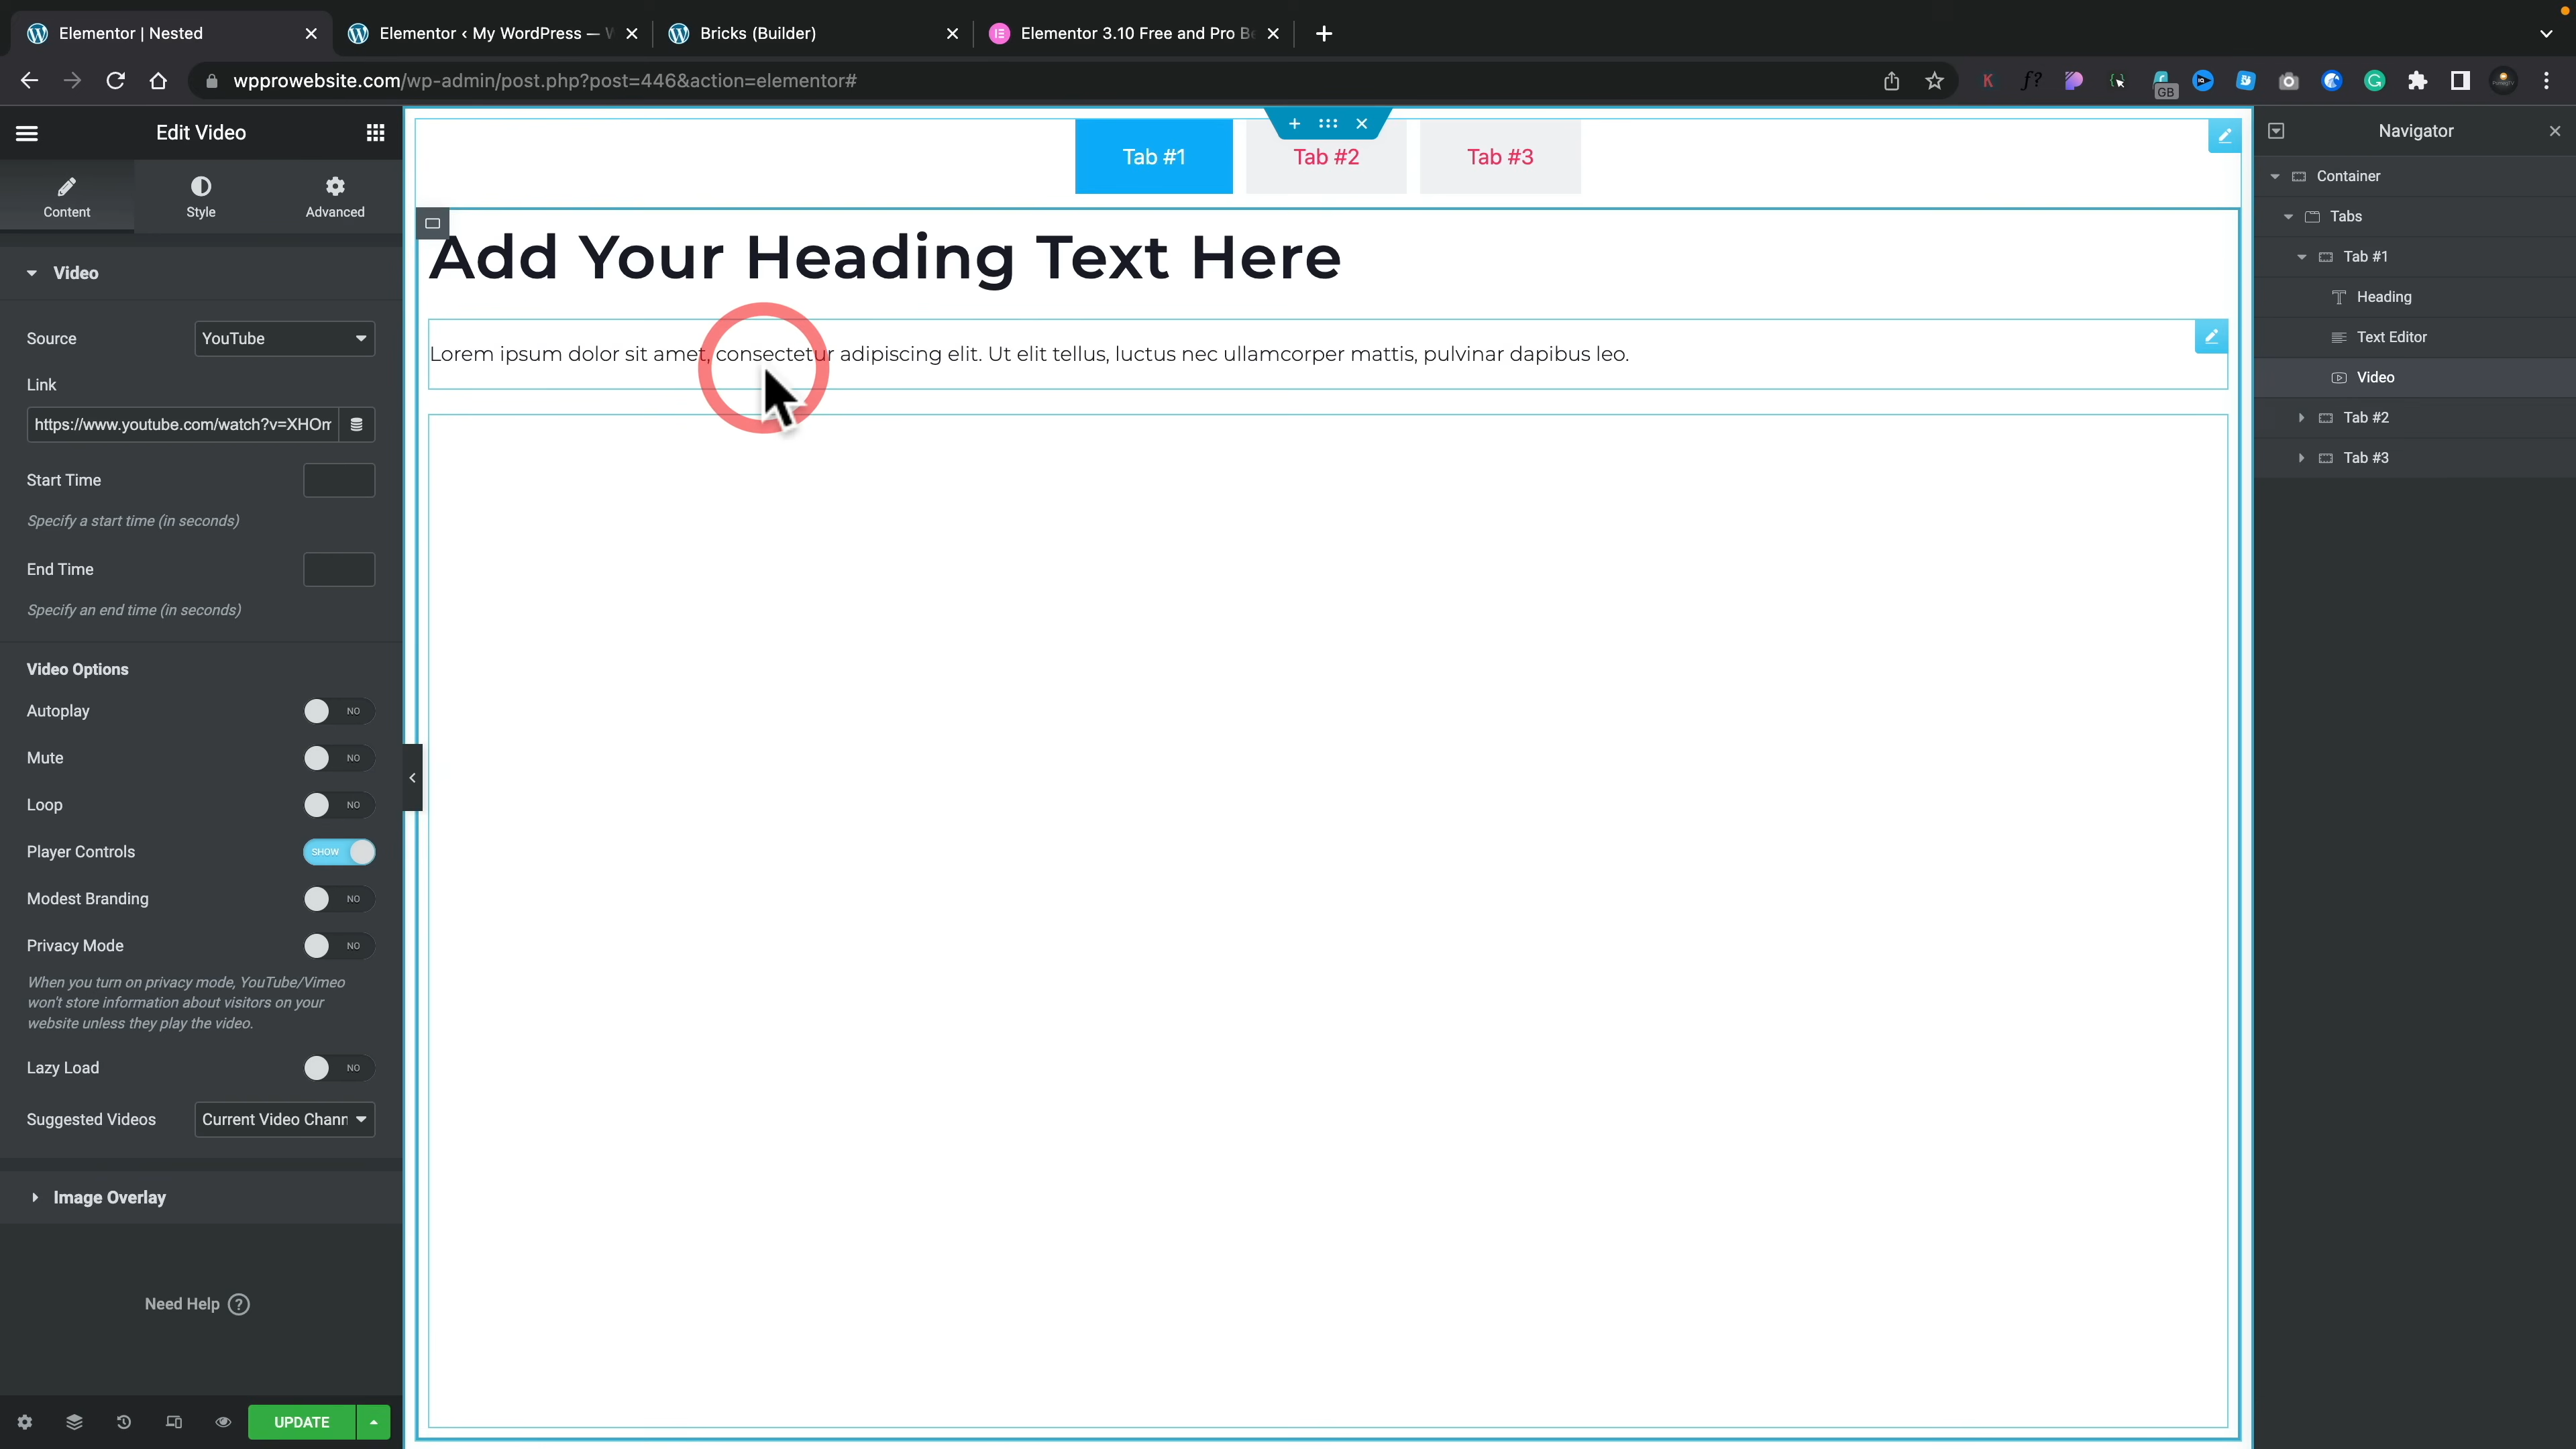 Elementor | Nested
Elementor ‹ My WordPress —
Bricks (Builder)
Elementor 3.10 Free and Pro Be
wpprowebsite.com/wp-admin/post.php?post=446&action=elementor#
GB
Edit Video
Content
Style
Advanced
Video
Source
YouTube
Link
https://www.youtube.com/watch?v=XHOm
Start Time
Specify a start time (in seconds)
End Time
Specify an end time (in seconds)
Video Options
Autoplay
NO
Mute
NO
Loop
NO
Player Controls
SHOW
Modest Branding
NO
Privacy Mode
NO
When you turn on privacy mode, YouTube/Vimeo
won't store information about visitors on your
website unless they play the video.
Lazy Load
NO
Suggested Videos
Current Video Chann
Image Overlay
Need Help ?
UPDATE
Tab #1
Tab #2
Tab #3
Add Your Heading Text Here
Lorem ipsum dolor sit amet, consectetur adipiscing elit. Ut elit tellus, luctus nec ullamcorper mattis, pulvinar dapibus leo.
Navigator
Container
Tabs
Tab #1
Heading
Text Editor
Video
Tab #2
Tab #3